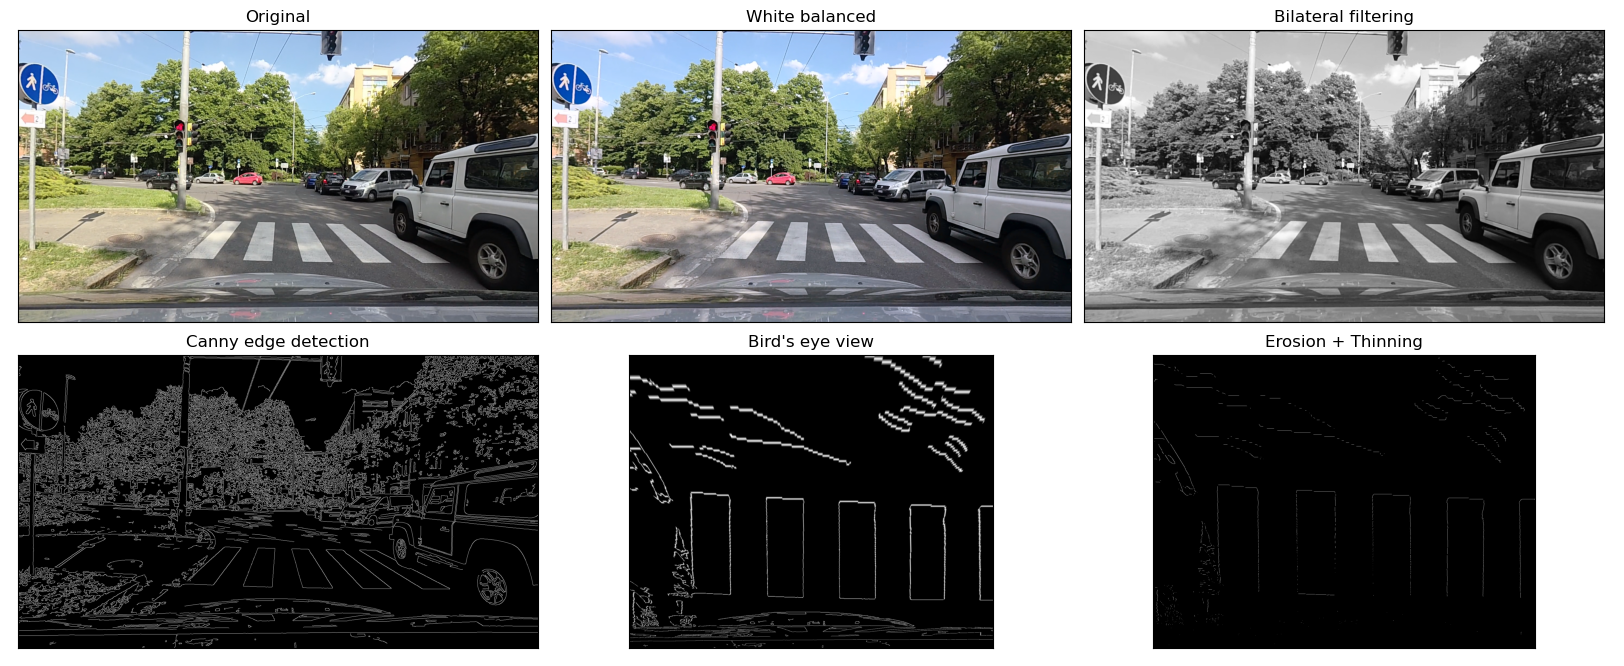 Original
White balanced
Bilateral filtering
Canny edge detection
Bird's eye view
Erosion + Thinning